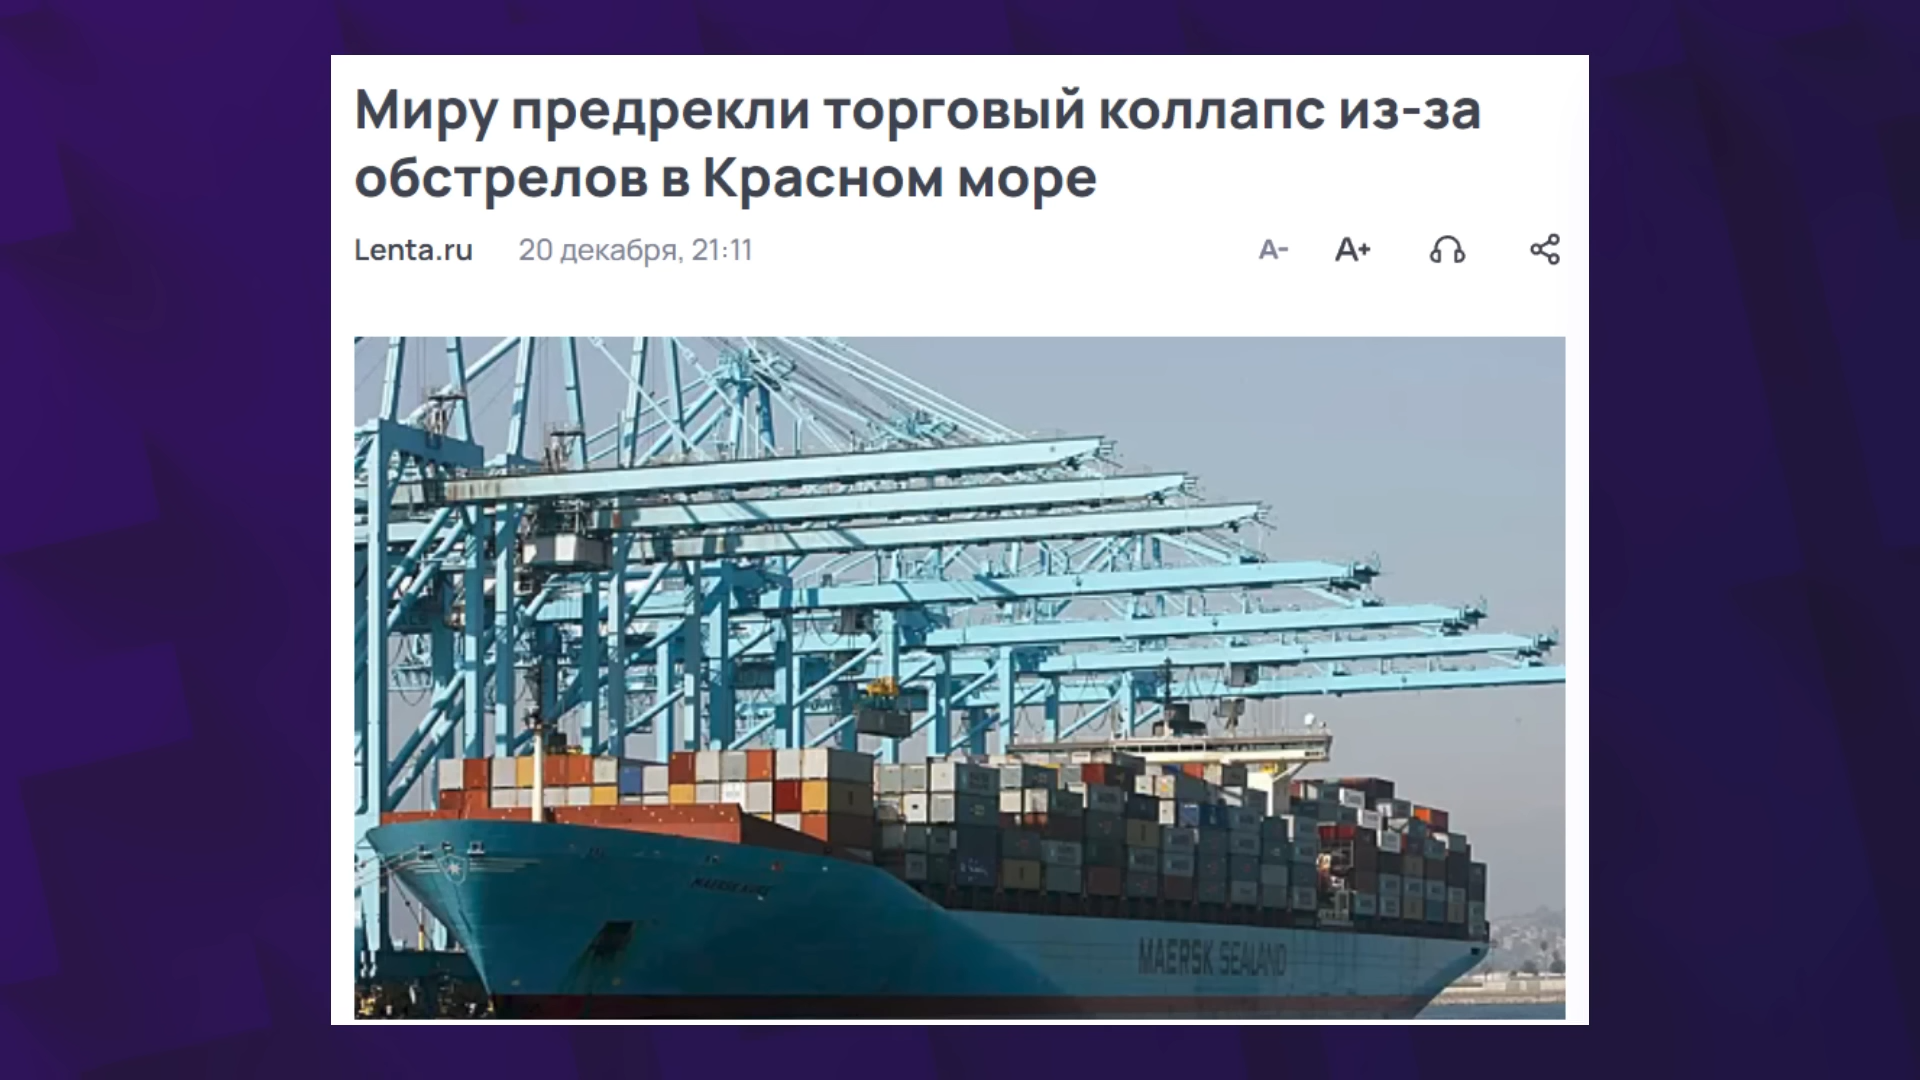 Миру предрекли торговый коллапс из-за
обстрелов в Красном море
Lenta.ru 20 декабря, 21:11 A- A+
MAERSK SEALAND